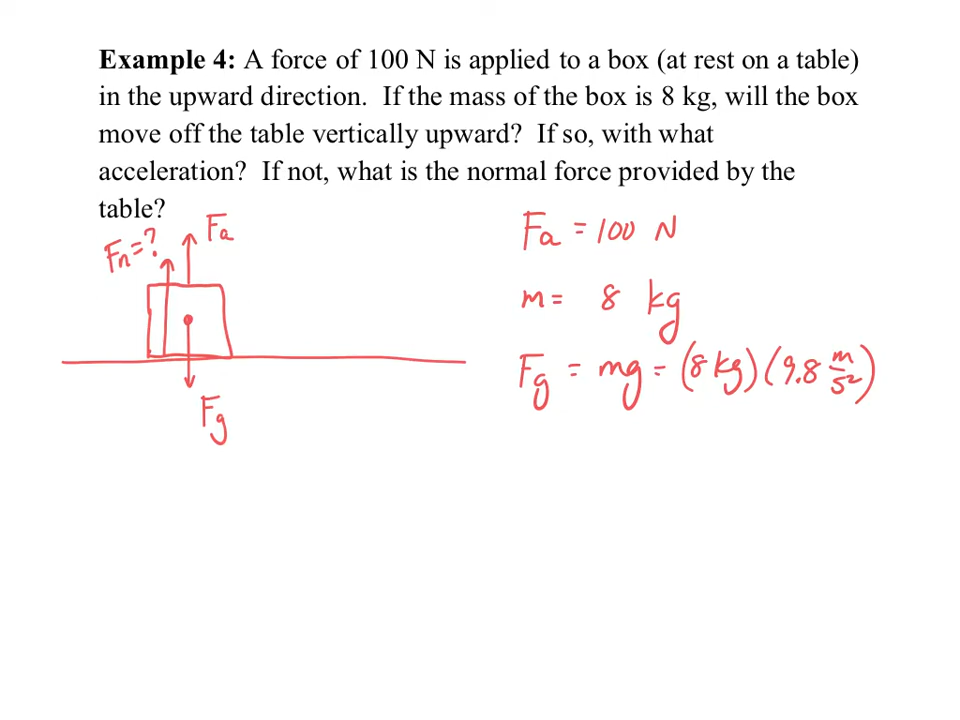 Example 4: A force of 100 N is applied to a box (at rest on a table)
in the upward direction. If the mass of the box is 8 kg, will the box
move off the table vertically upward? If so, with what
acceleration? If not, what is the normal force provided by the
table?
Fn=?
Fa
Fg
Fa = 100 N
m = 8 kg
Fg = mg = (8 kg) (9.8 m/s²)